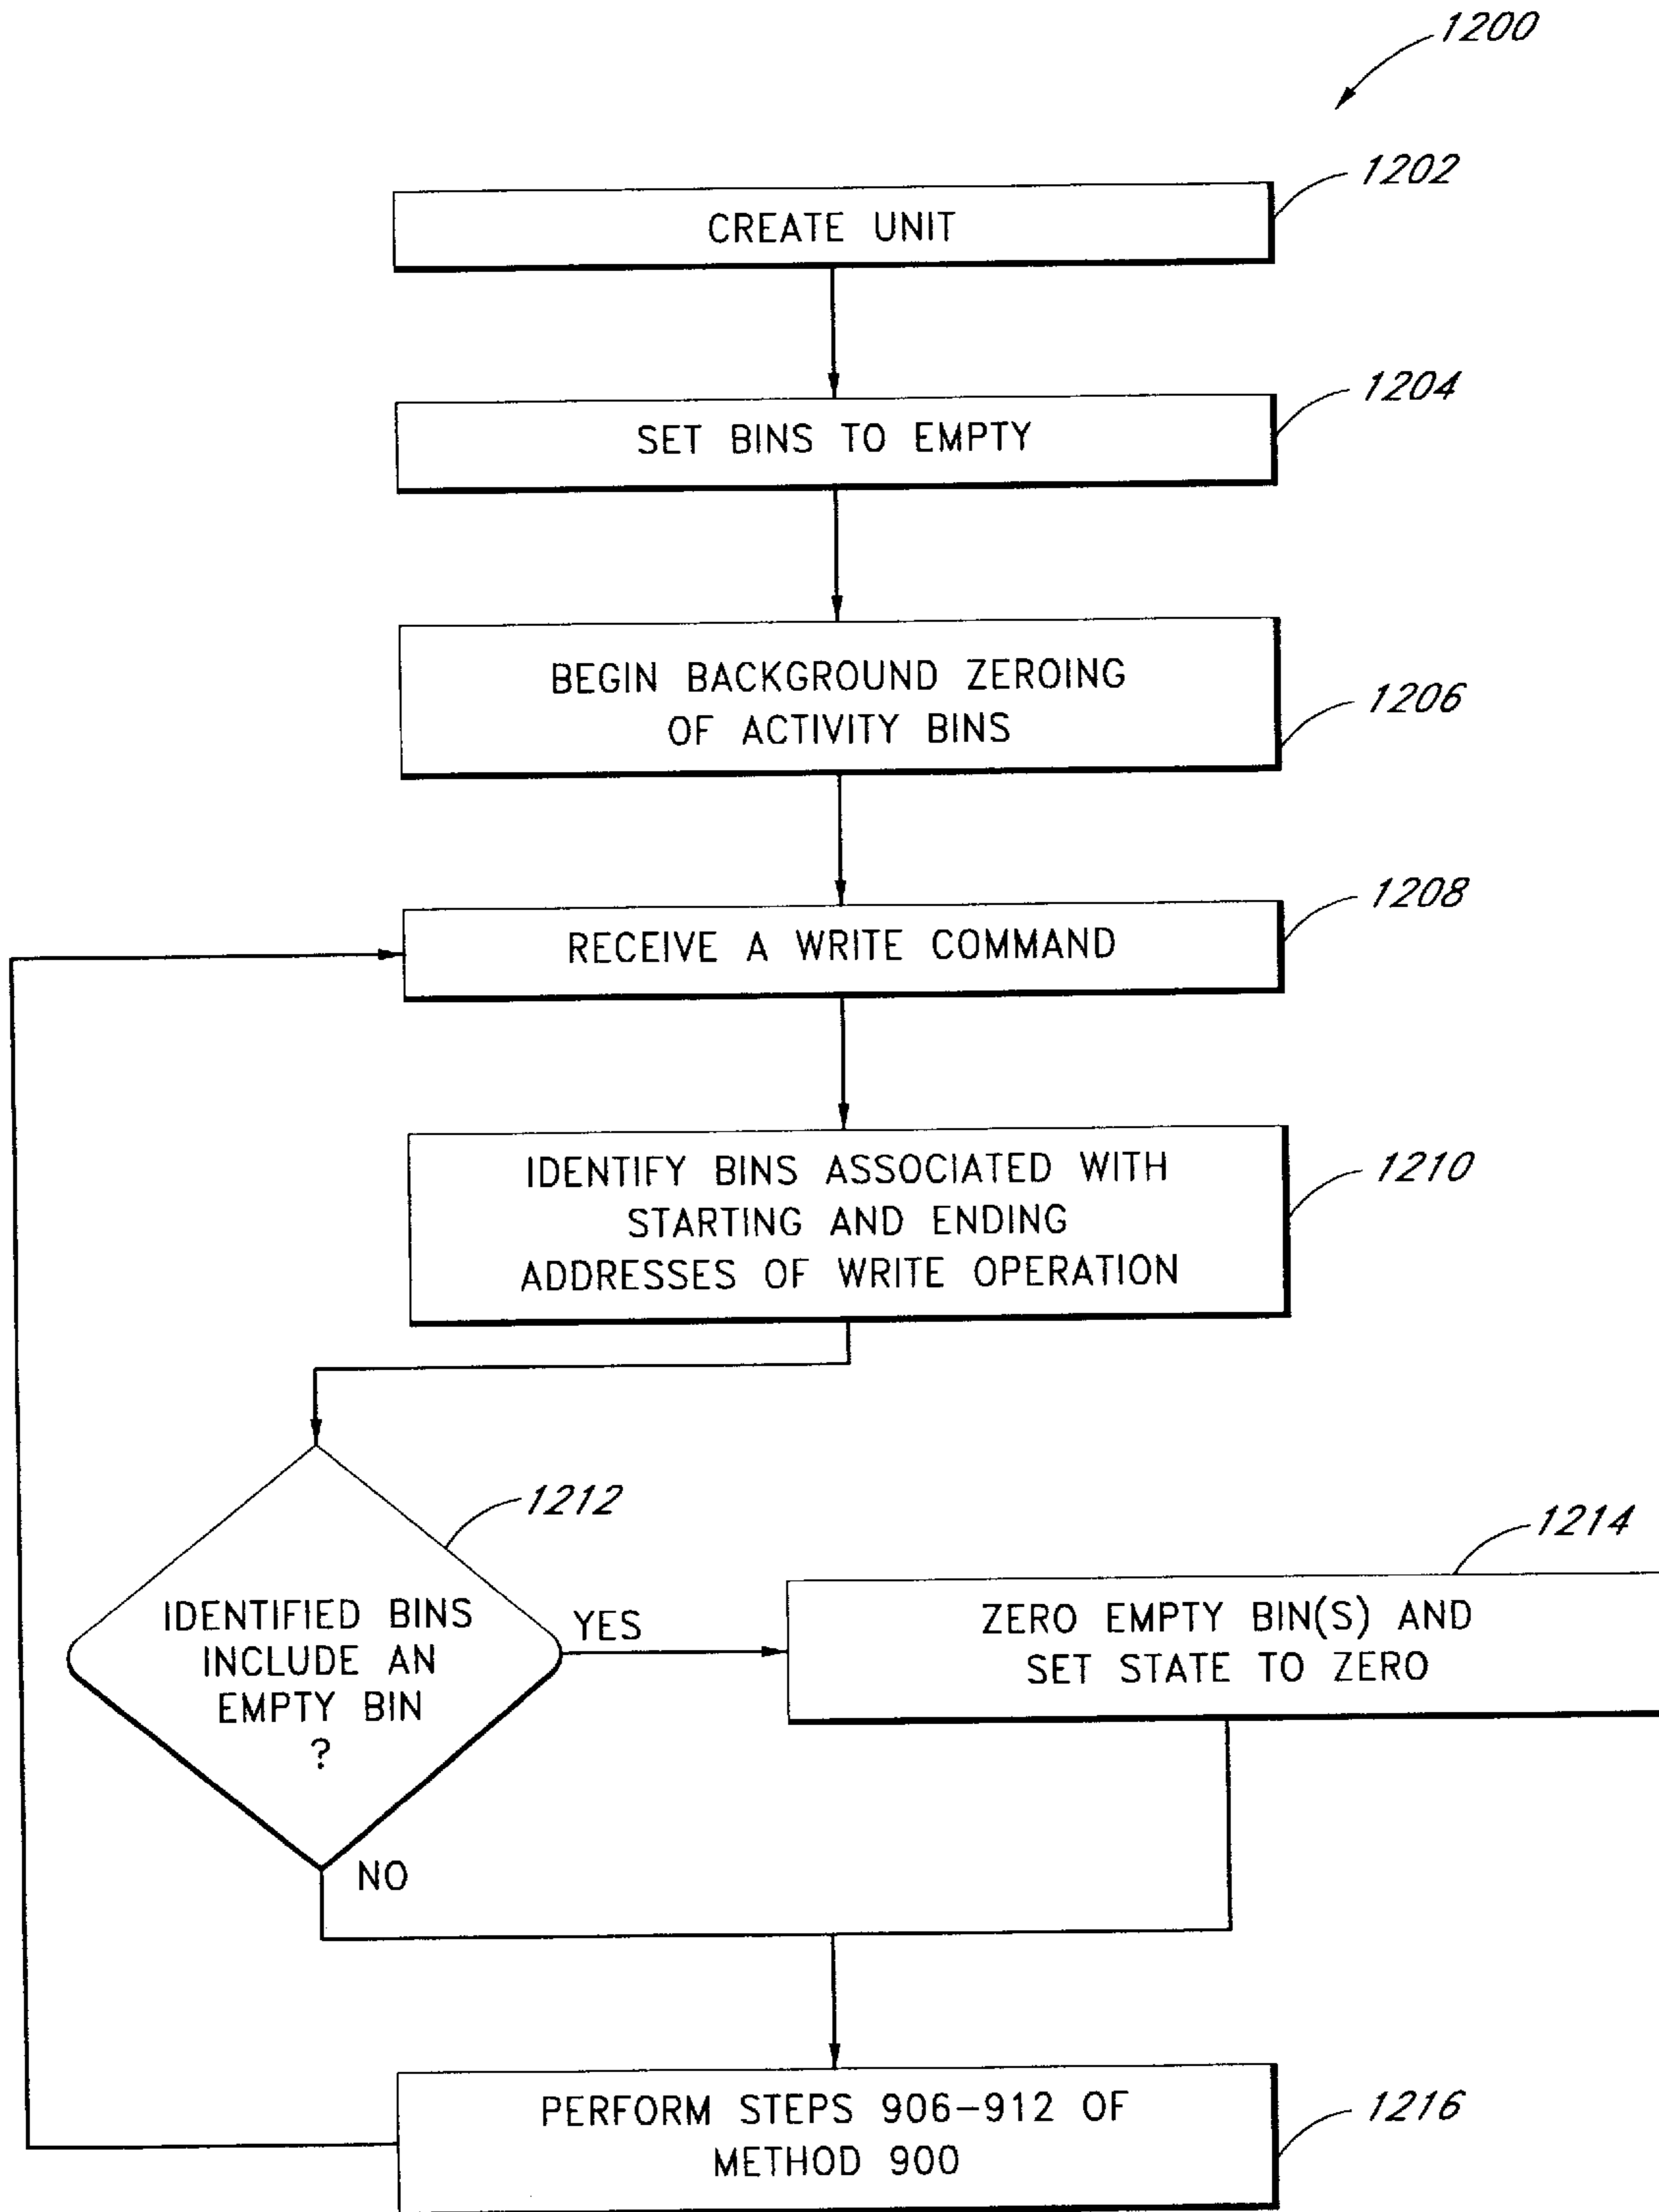 1200
1202
CREATE UNIT
1204
SET BINS TO EMPTY
BEGIN BACKGROUND ZEROING
OF ACTIVITY BINS
1206
1208
RECEIVE A WRITE COMMAND
IDENTIFY BINS ASSOCIATED WITH
STARTING AND ENDING
ADDRESSES OF WRITE OPERATION
1210
1212
IDENTIFIED BINS
INCLUDE AN
EMPTY BIN
?
YES
1214
ZERO EMPTY BIN(S) AND
SET STATE TO ZERO
NO
PERFORM STEPS 906-912 OF
METHOD 900
1216